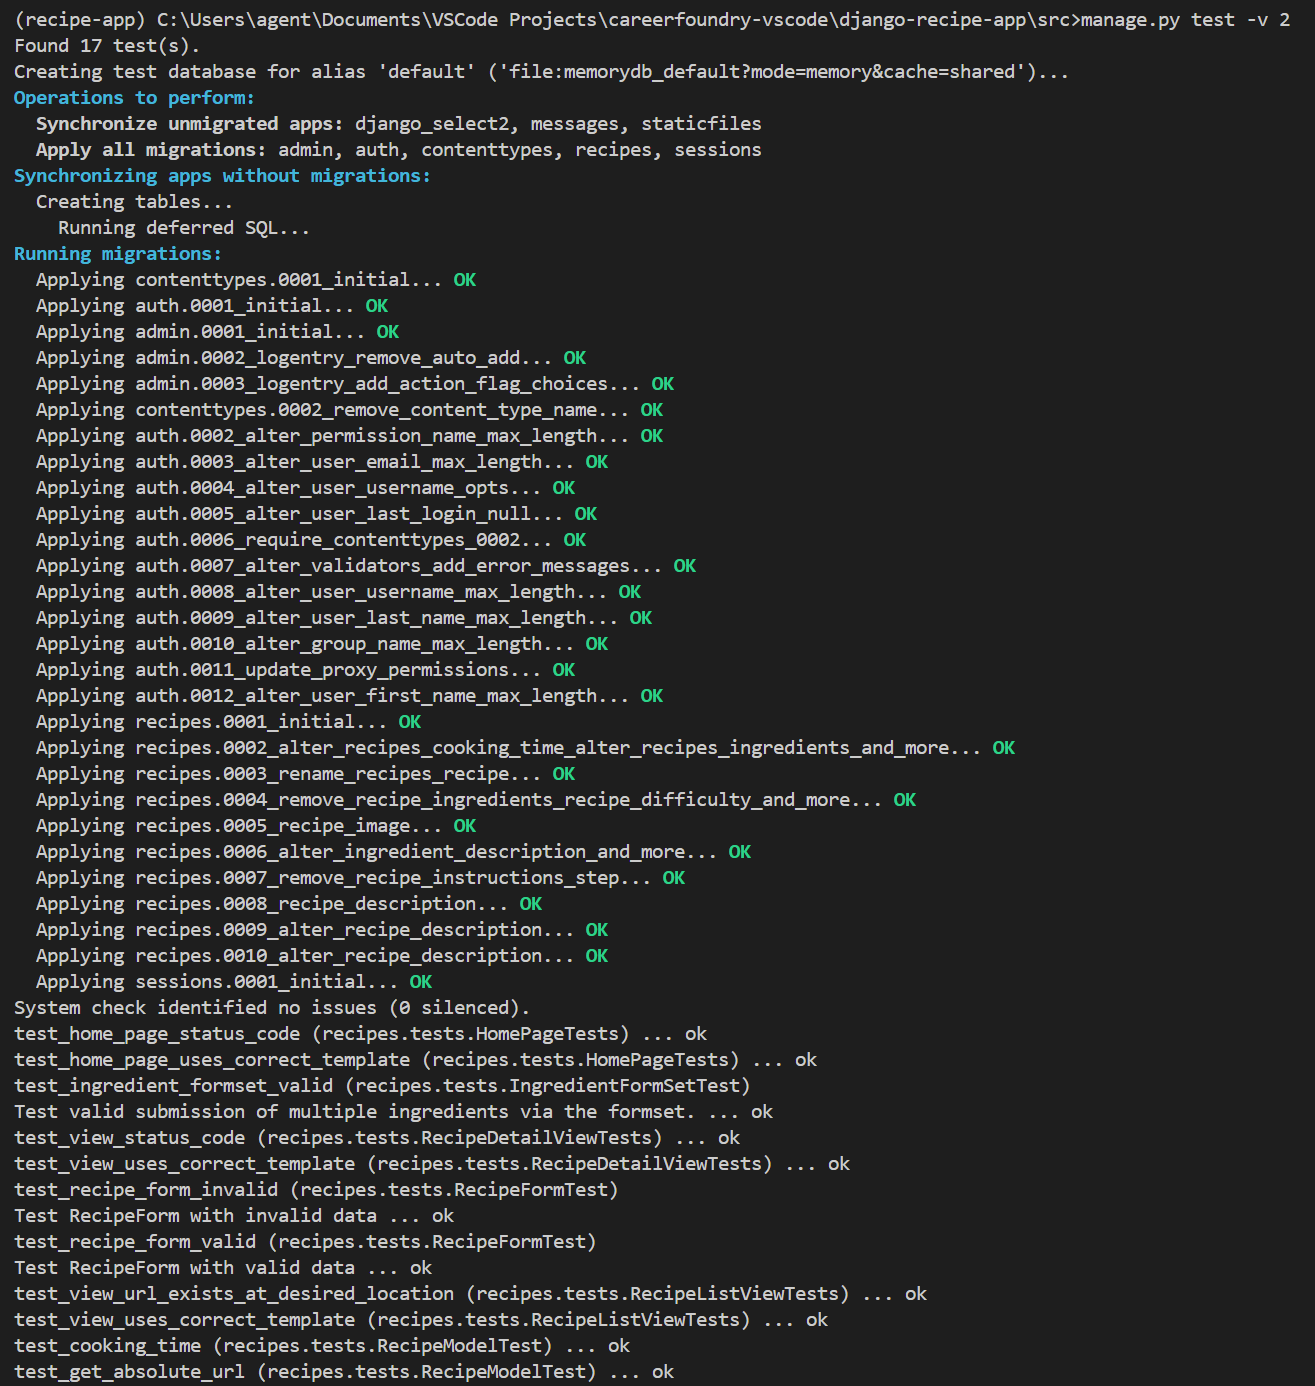 (recipe-app) C:\Users\agent\Documents\VSCode Projects\careerfoundry-vscode\django-recipe-app\src>manage.py test -v 2
Found 17 test(s).
Creating test database for alias 'default' ('file:memorydb_default?mode=memory&cache=shared')...
Operations to perform:
  Synchronize unmigrated apps: django_select2, messages, staticfiles
  Apply all migrations: admin, auth, contenttypes, recipes, sessions
Synchronizing apps without migrations:
  Creating tables...
    Running deferred SQL...
Running migrations:
  Applying contenttypes.0001_initial... OK
  Applying auth.0001_initial... OK
  Applying admin.0001_initial... OK
  Applying admin.0002_logentry_remove_auto_add... OK
  Applying admin.0003_logentry_add_action_flag_choices... OK
  Applying contenttypes.0002_remove_content_type_name... OK
  Applying auth.0002_alter_permission_name_max_length... OK
  Applying auth.0003_alter_user_email_max_length... OK
  Applying auth.0004_alter_user_username_opts... OK
  Applying auth.0005_alter_user_last_login_null... OK
  Applying auth.0006_require_contenttypes_0002... OK
  Applying auth.0007_alter_validators_add_error_messages... OK
  Applying auth.0008_alter_user_username_max_length... OK
  Applying auth.0009_alter_user_last_name_max_length... OK
  Applying auth.0010_alter_group_name_max_length... OK
  Applying auth.0011_update_proxy_permissions... OK
  Applying auth.0012_alter_user_first_name_max_length... OK
  Applying recipes.0001_initial... OK
  Applying recipes.0002_alter_recipes_cooking_time_alter_recipes_ingredients_and_more... OK
  Applying recipes.0003_rename_recipes_recipe... OK
  Applying recipes.0004_remove_recipe_ingredients_recipe_difficulty_and_more... OK
  Applying recipes.0005_recipe_image... OK
  Applying recipes.0006_alter_ingredient_description_and_more... OK
  Applying recipes.0007_remove_recipe_instructions_step... OK
  Applying recipes.0008_recipe_description... OK
  Applying recipes.0009_alter_recipe_description... OK
  Applying recipes.0010_alter_recipe_description... OK
  Applying sessions.0001_initial... OK
System check identified no issues (0 silenced).
test_home_page_status_code (recipes.tests.HomePageTests) ... ok
test_home_page_uses_correct_template (recipes.tests.HomePageTests) ... ok
test_ingredient_formset_valid (recipes.tests.IngredientFormSetTest)
Test valid submission of multiple ingredients via the formset. ... ok
test_view_status_code (recipes.tests.RecipeDetailViewTests) ... ok
test_view_uses_correct_template (recipes.tests.RecipeDetailViewTests) ... ok
test_recipe_form_invalid (recipes.tests.RecipeFormTest)
Test RecipeForm with invalid data ... ok
test_recipe_form_valid (recipes.tests.RecipeFormTest)
Test RecipeForm with valid data ... ok
test_view_url_exists_at_desired_location (recipes.tests.RecipeListViewTests) ... ok
test_view_uses_correct_template (recipes.tests.RecipeListViewTests) ... ok
test_cooking_time (recipes.tests.RecipeModelTest) ... ok
test_get_absolute_url (recipes.tests.RecipeModelTest) ... ok